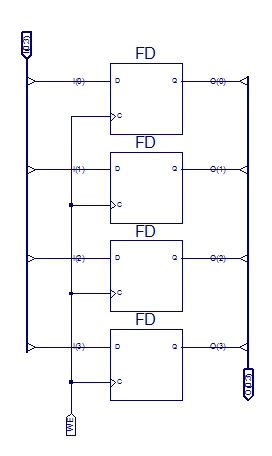 I(0:3)
FD
I(0)
D
Q
O(0)
C
FD
I(1)
D
Q
O(1)
C
FD
I(2)
D
Q
O(2)
C
FD
I(3)
D
Q
O(3)
C
O(0:3)
WE